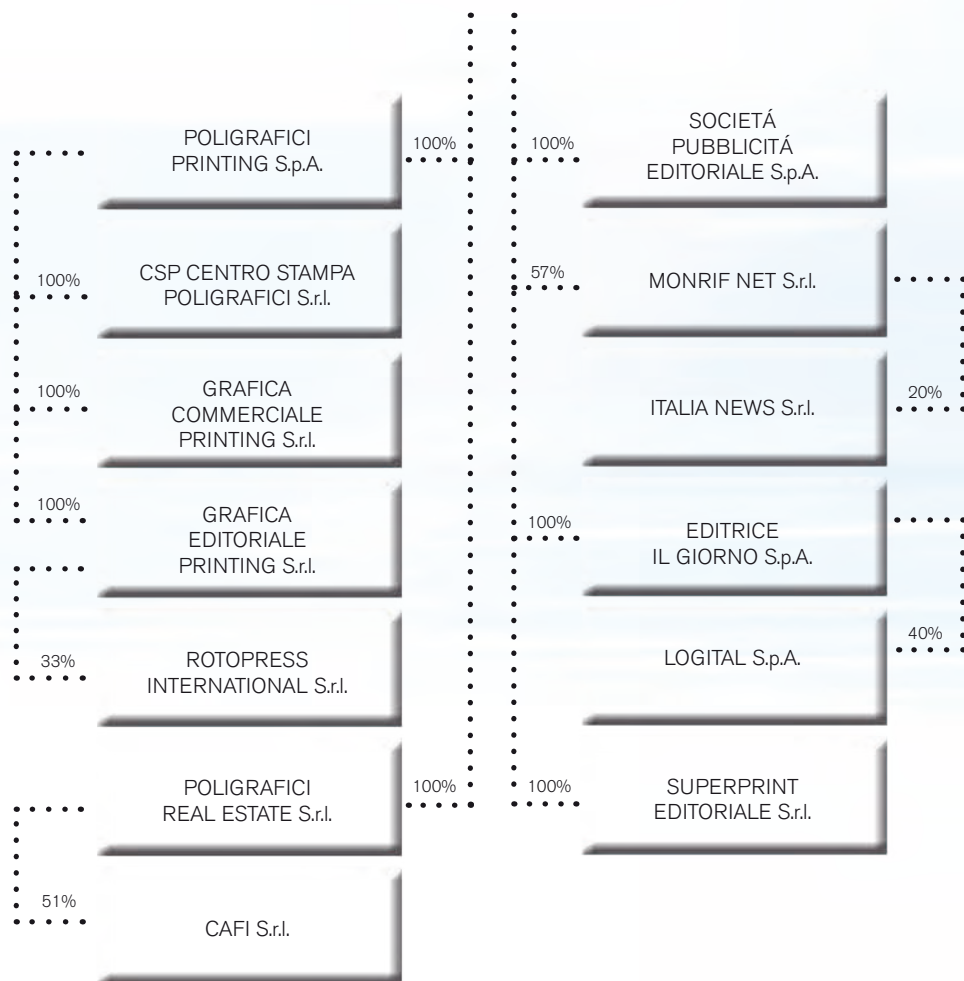 POLIGRAFICI
PRINTING S.p.A.
100%
100%
CSP CENTRO STAMPA
POLIGRAFICI S.r.l.
100%
GRAFICA
COMMERCIALE
PRINTING S.r.l.
100%
GRAFICA
EDITORIALE
PRINTING S.r.l.
33%
ROTOPRESS
INTERNATIONAL S.r.l.
POLIGRAFICI
REAL ESTATE S.r.l.
100%
51%
CAFI S.r.l.
100%
SOCIETÁ
PUBBLICITÁ
EDITORIALE S.p.A.
57%
MONRIF NET S.r.l.
ITALIA NEWS S.r.l.
20%
100%
EDITRICE
IL GIORNO S.p.A.
LOGITAL S.p.A.
40%
100%
SUPERPRINT
EDITORIALE S.r.l.